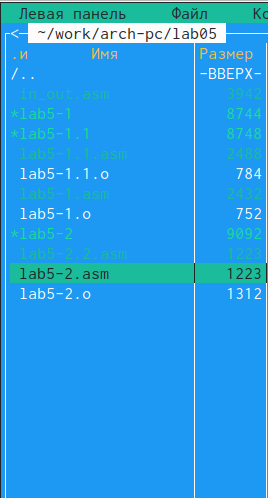 Левая панель Файл Ко
<— ~/work/arch-pc/lab05
.и Имя Размер
/.. -ВВЕРХ-
in_out.asm 3942
*lab5-1 8744
*lab5-1.1 8748
lab5-1.1.asm 2488
lab5-1.1.o 784
lab5-1.asm 2432
lab5-1.o 752
*lab5-2 9092
lab5-2.2.asm 1223
lab5-2.asm 1223
lab5-2.o 1312